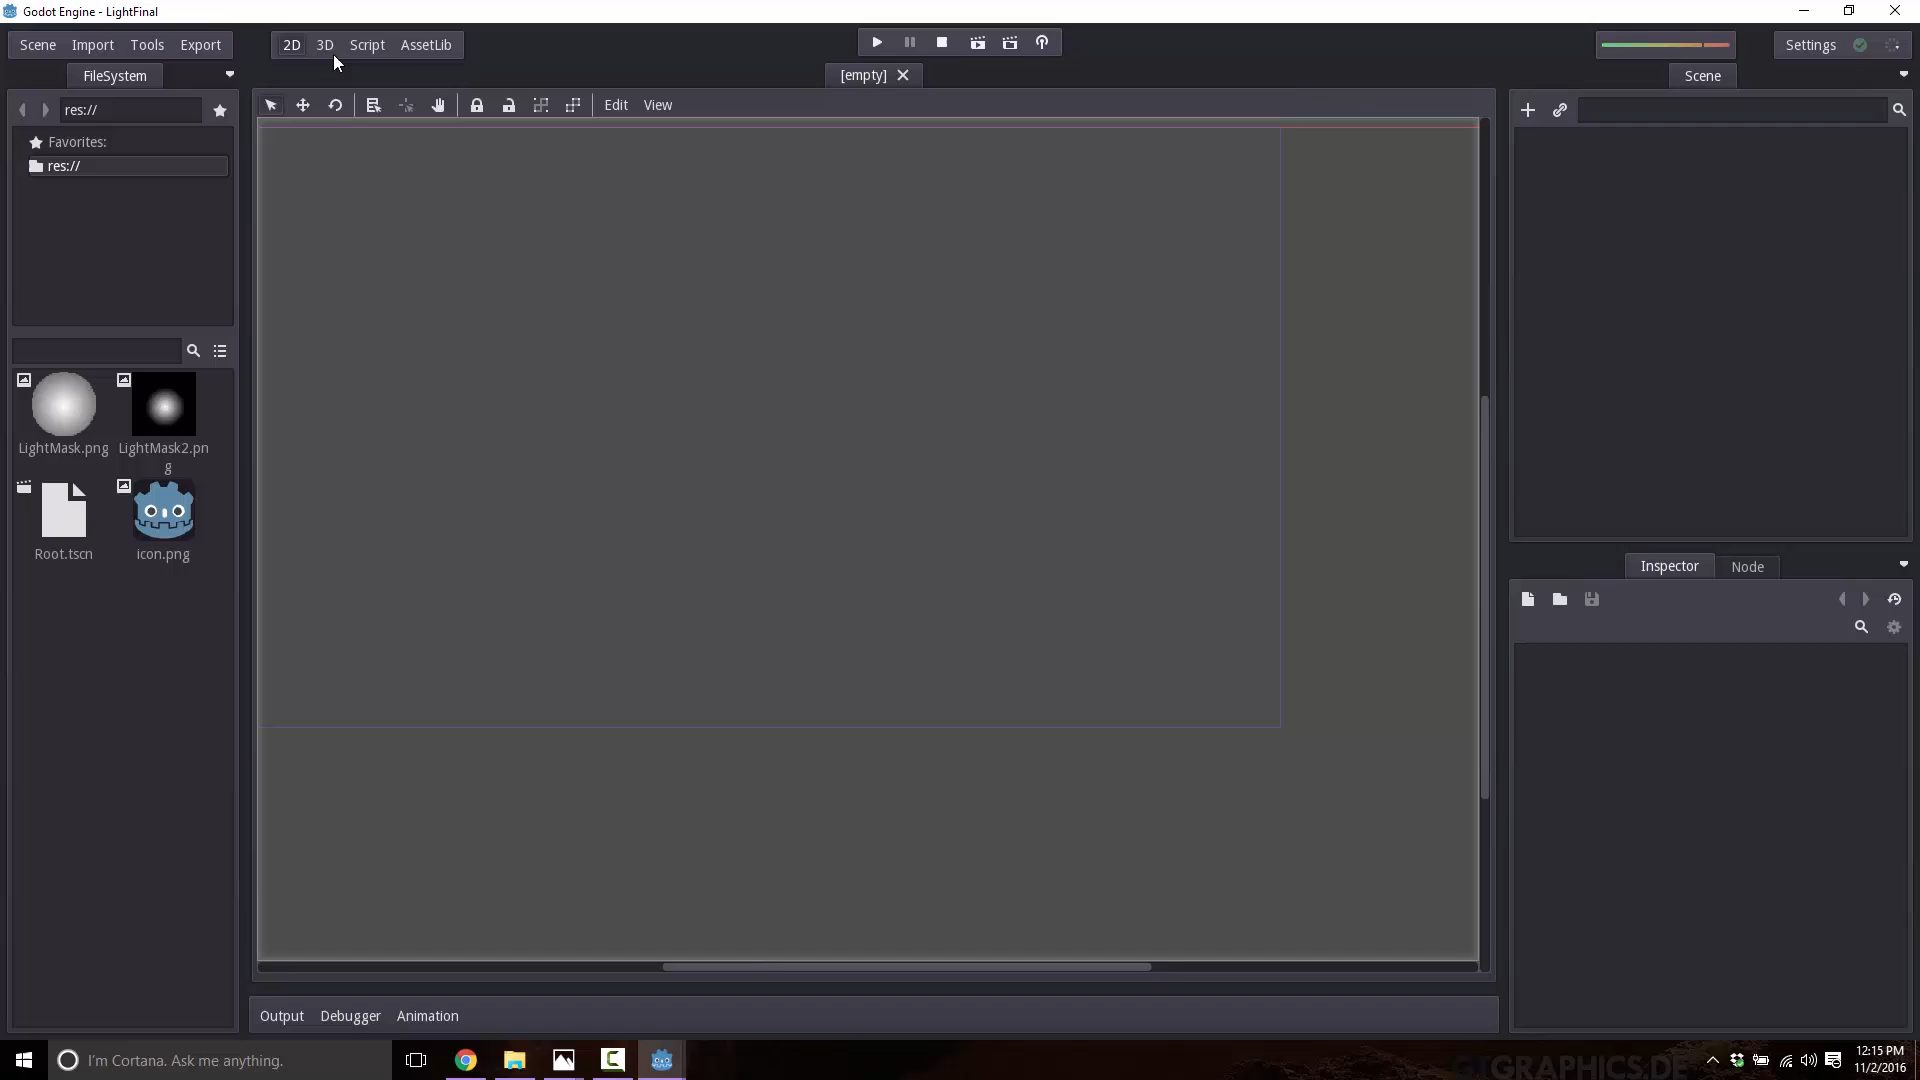 Godot Engine - LightFinal
Scene Import Tools Export
2D 3D Script AssetLib
Settings
FileSystem
[empty]
Scene
res://
Edit View
Favorites:
res://
LightMask.png
LightMask2.pn
g
Root.tscn
icon.png
Inspector Node
Output Debugger Animation
I'm Cortana. Ask me anything.
GTGRAPHICS.DE
12:15 PM
11/2/2016